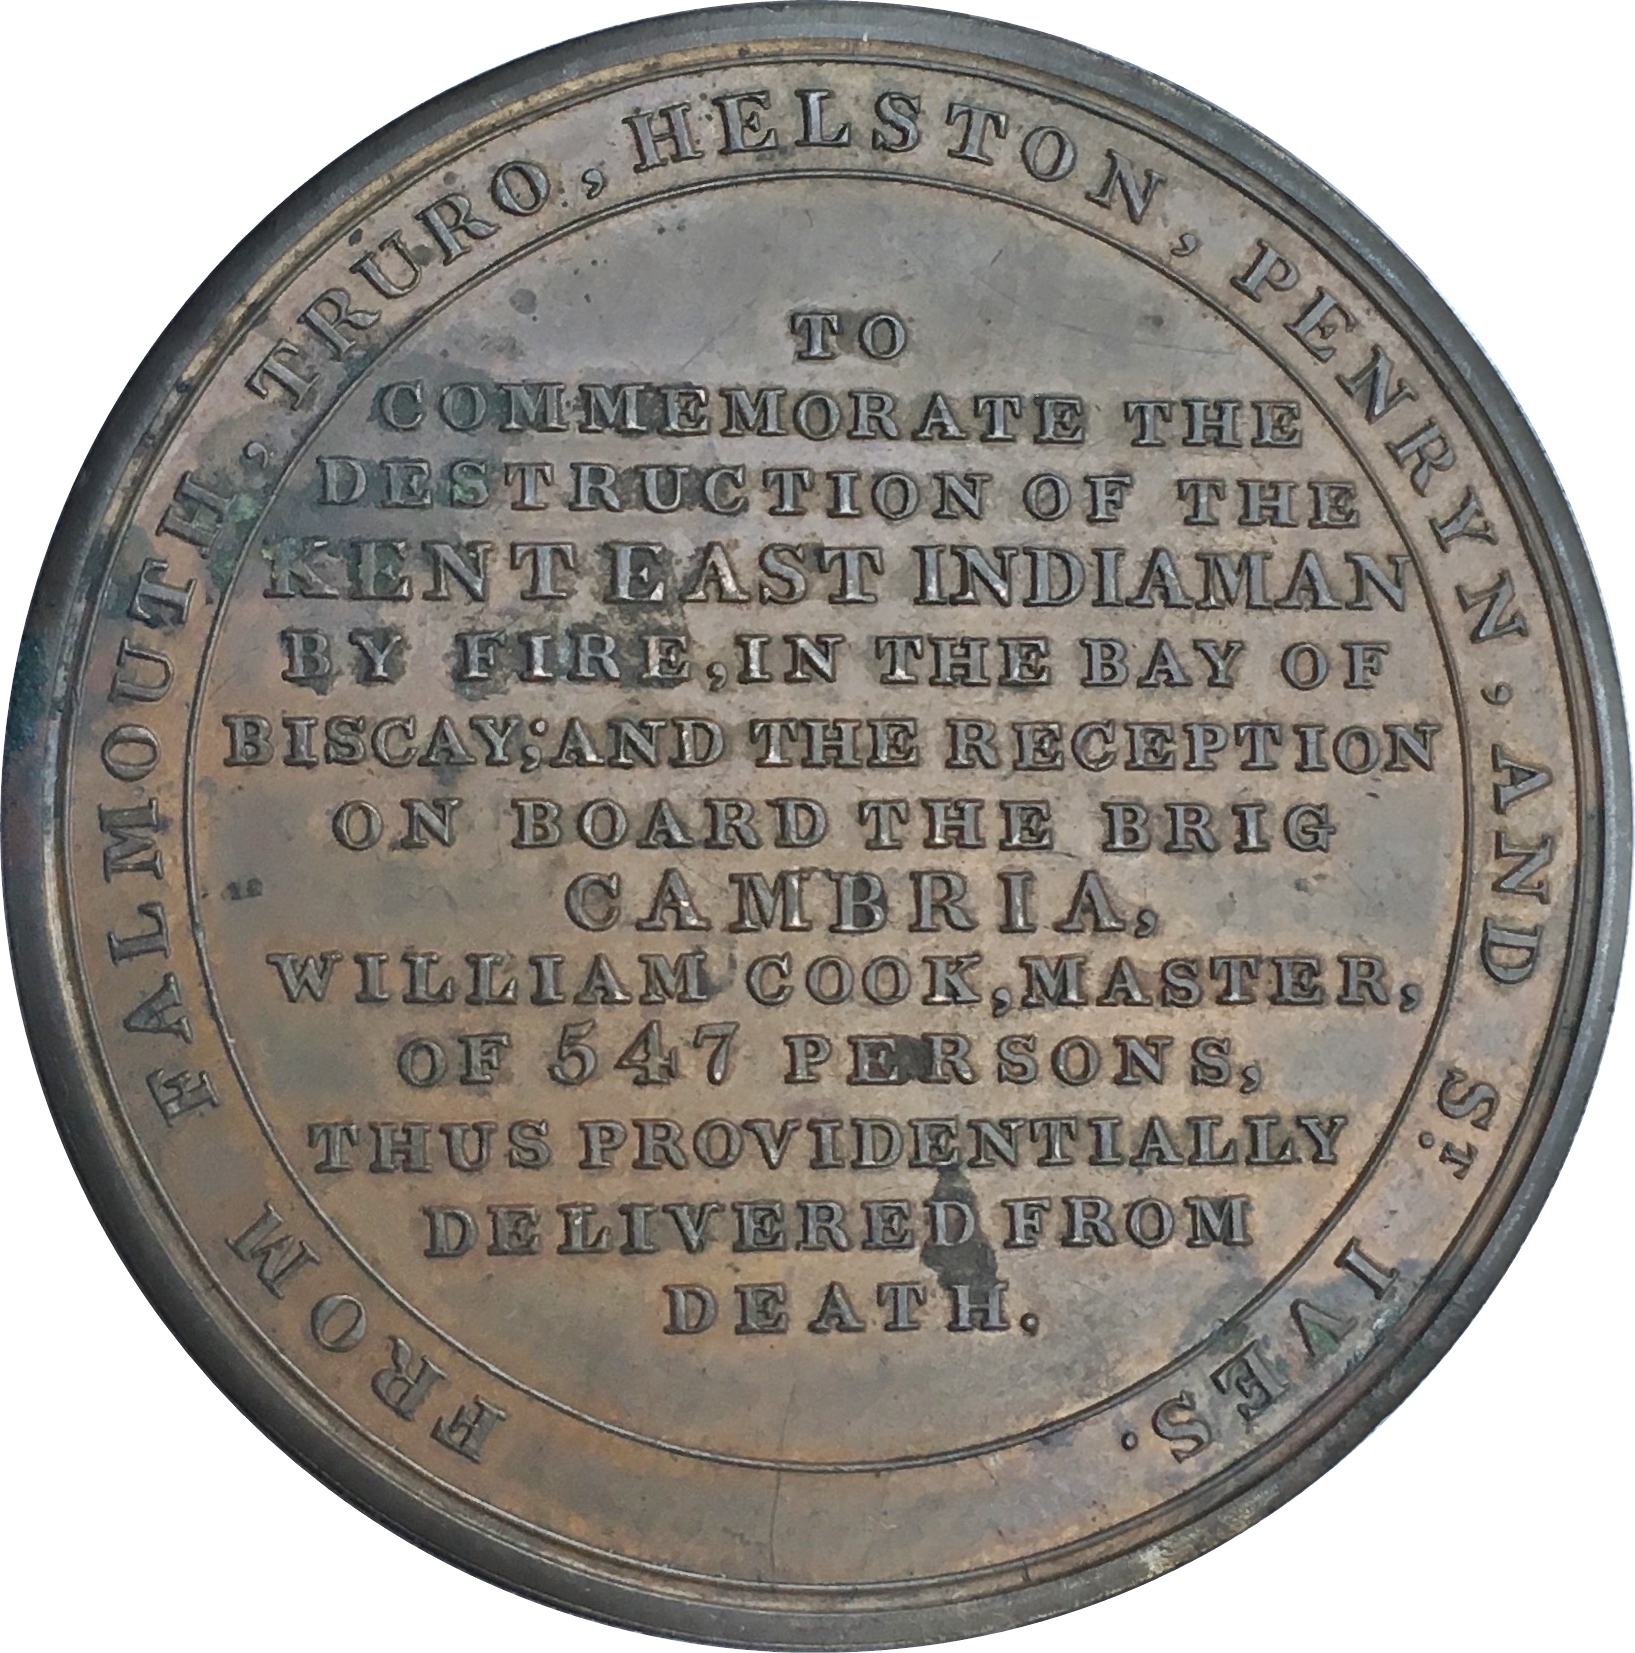 FROM FALMOUTH, TRURO, HELSTON, PENRYN, AND ST. IVES.
TO
COMMEMORATE THE
DESTRUCTION OF THE
KENT EAST INDIAMAN
BY FIRE, IN THE BAY OF
BISCAY; AND THE RECEPTION
ON BOARD THE BRIG
CAMBRIA,
WILLIAM COOK, MASTER,
OF 547 PERSONS,
THUS PROVIDENTIALLY
DELIVERED FROM
DEATH.